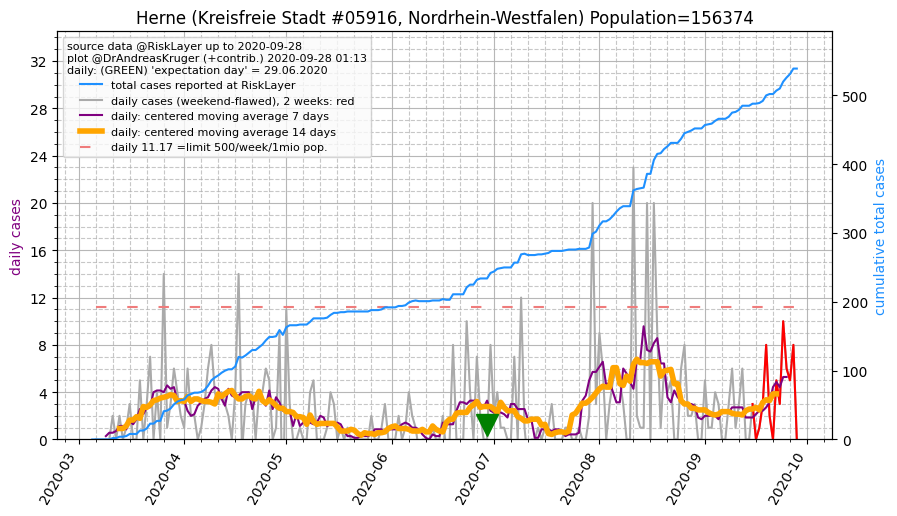 Herne (Kreisfreie Stadt #05916, Nordrhein-Westfalen) Population=156374
source data @RiskLayer up to 2020-09-28
plot @DrAndreasKruger (+contrib.) 2020-09-28 01:13
daily: (GREEN) 'expectation day' = 29.06.2020
total cases reported at RiskLayer
daily cases (weekend-flawed), 2 weeks: red
daily: centered moving average 7 days
daily: centered moving average 14 days
daily 11.17 =limit 500/week/1mio pop.
daily cases
32
28
24
20
16
12
8
4
0
cumulative total cases
500
400
300
200
100
0
2020-03
2020-04
2020-05
2020-06
2020-07
2020-08
2020-09
2020-10